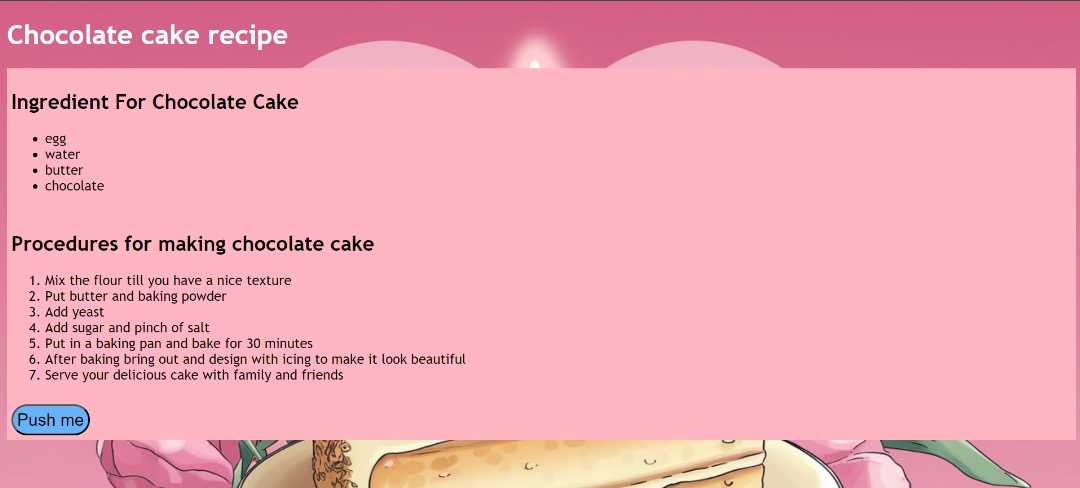 Chocolate cake recipe
Ingredient For Chocolate Cake
• egg
• water
• butter
• chocolate
Procedures for making chocolate cake
1. Mix the flour till you have a nice texture
2. Put butter and baking powder
3. Add yeast
4. Add sugar and pinch of salt
5. Put in a baking pan and bake for 30 minutes
6. After baking bring out and design with icing to make it look beautiful
7. Serve your delicious cake with family and friends
Push me